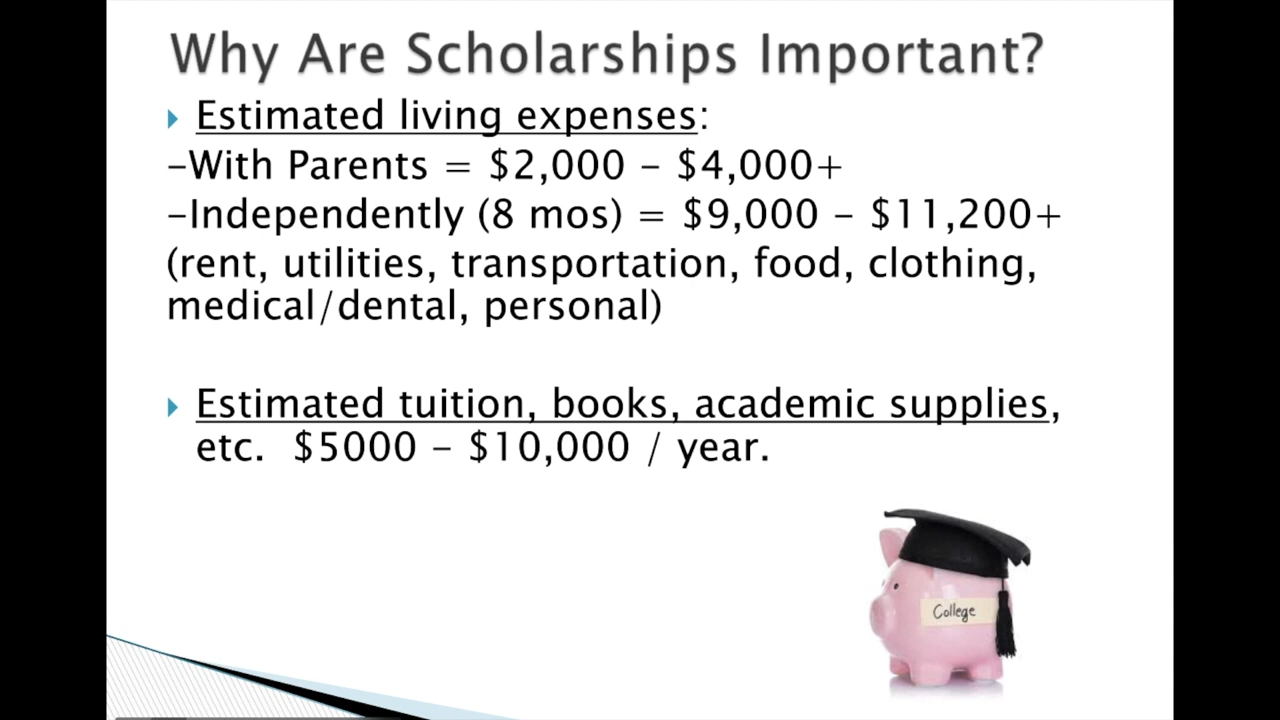 Why Are Scholarships Important?
Estimated living expenses:
-With Parents = $2,000 - $4,000+
-Independently (8 mos) = $9,000 - $11,200+
(rent, utilities, transportation, food, clothing,
medical/dental, personal)
Estimated tuition, books, academic supplies,
etc.  $5000 - $10,000 / year.
College